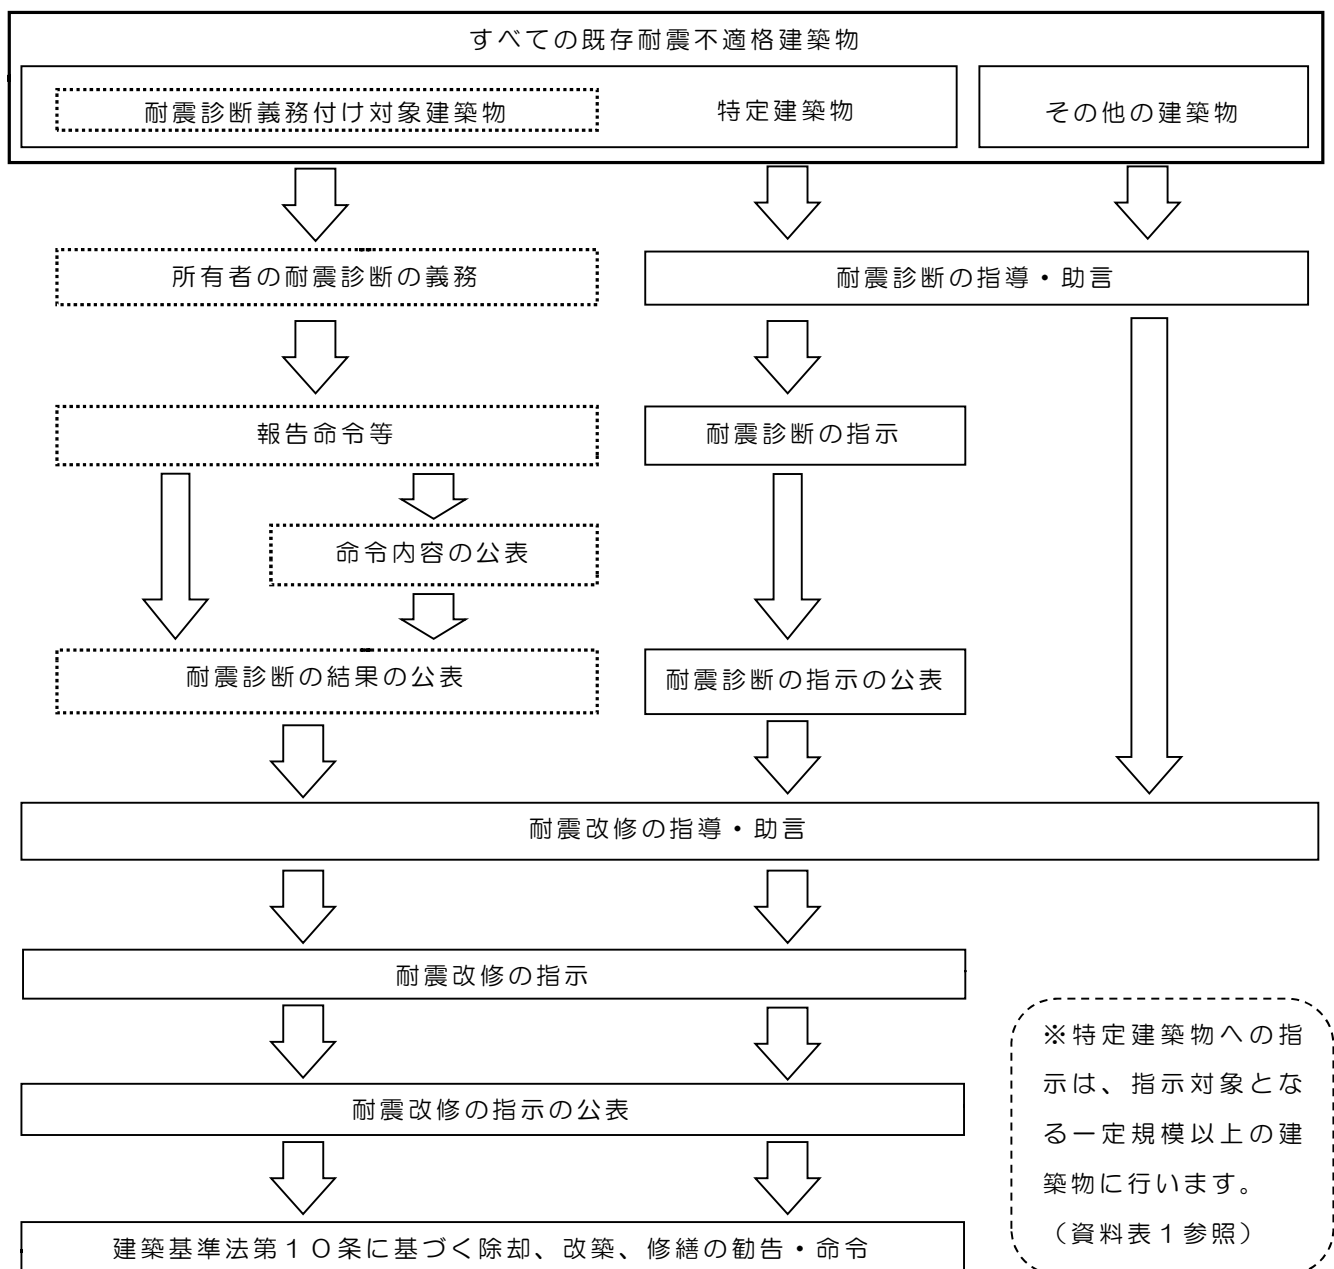 すべての既存耐震不適格建築物
耐震診断義務付け対象建築物
特定建築物
その他の建築物
所有者の耐震診断の義務
耐震診断の指導・助言
報告命令等
耐震診断の指示
命令内容の公表
耐震診断の結果の公表
耐震診断の指示の公表
耐震改修の指導・助言
耐震改修の指示
耐震改修の指示の公表
建築基準法第１０条に基づく除却、改築、修繕の勧告・命令
※特定建築物への指
示は、指示対象とな
る一定規模以上の建
築物に行います。
（資料表１参照）